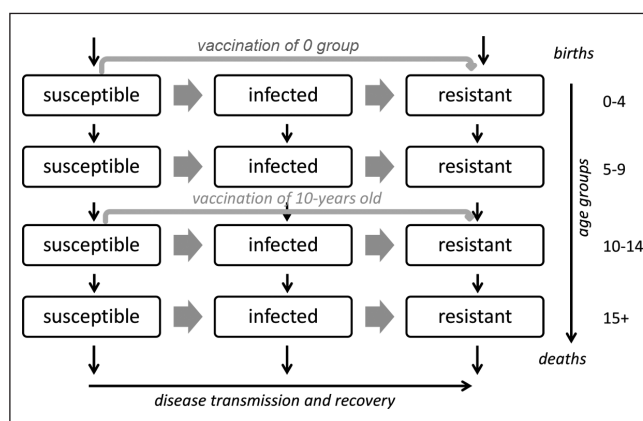 vaccination of 0 group
births
susceptible infected resistant 0-4
susceptible infected resistant 5-9
vaccination of 10-years old
susceptible infected resistant 10-14
susceptible infected resistant 15+
age groups
deaths
disease transmission and recovery